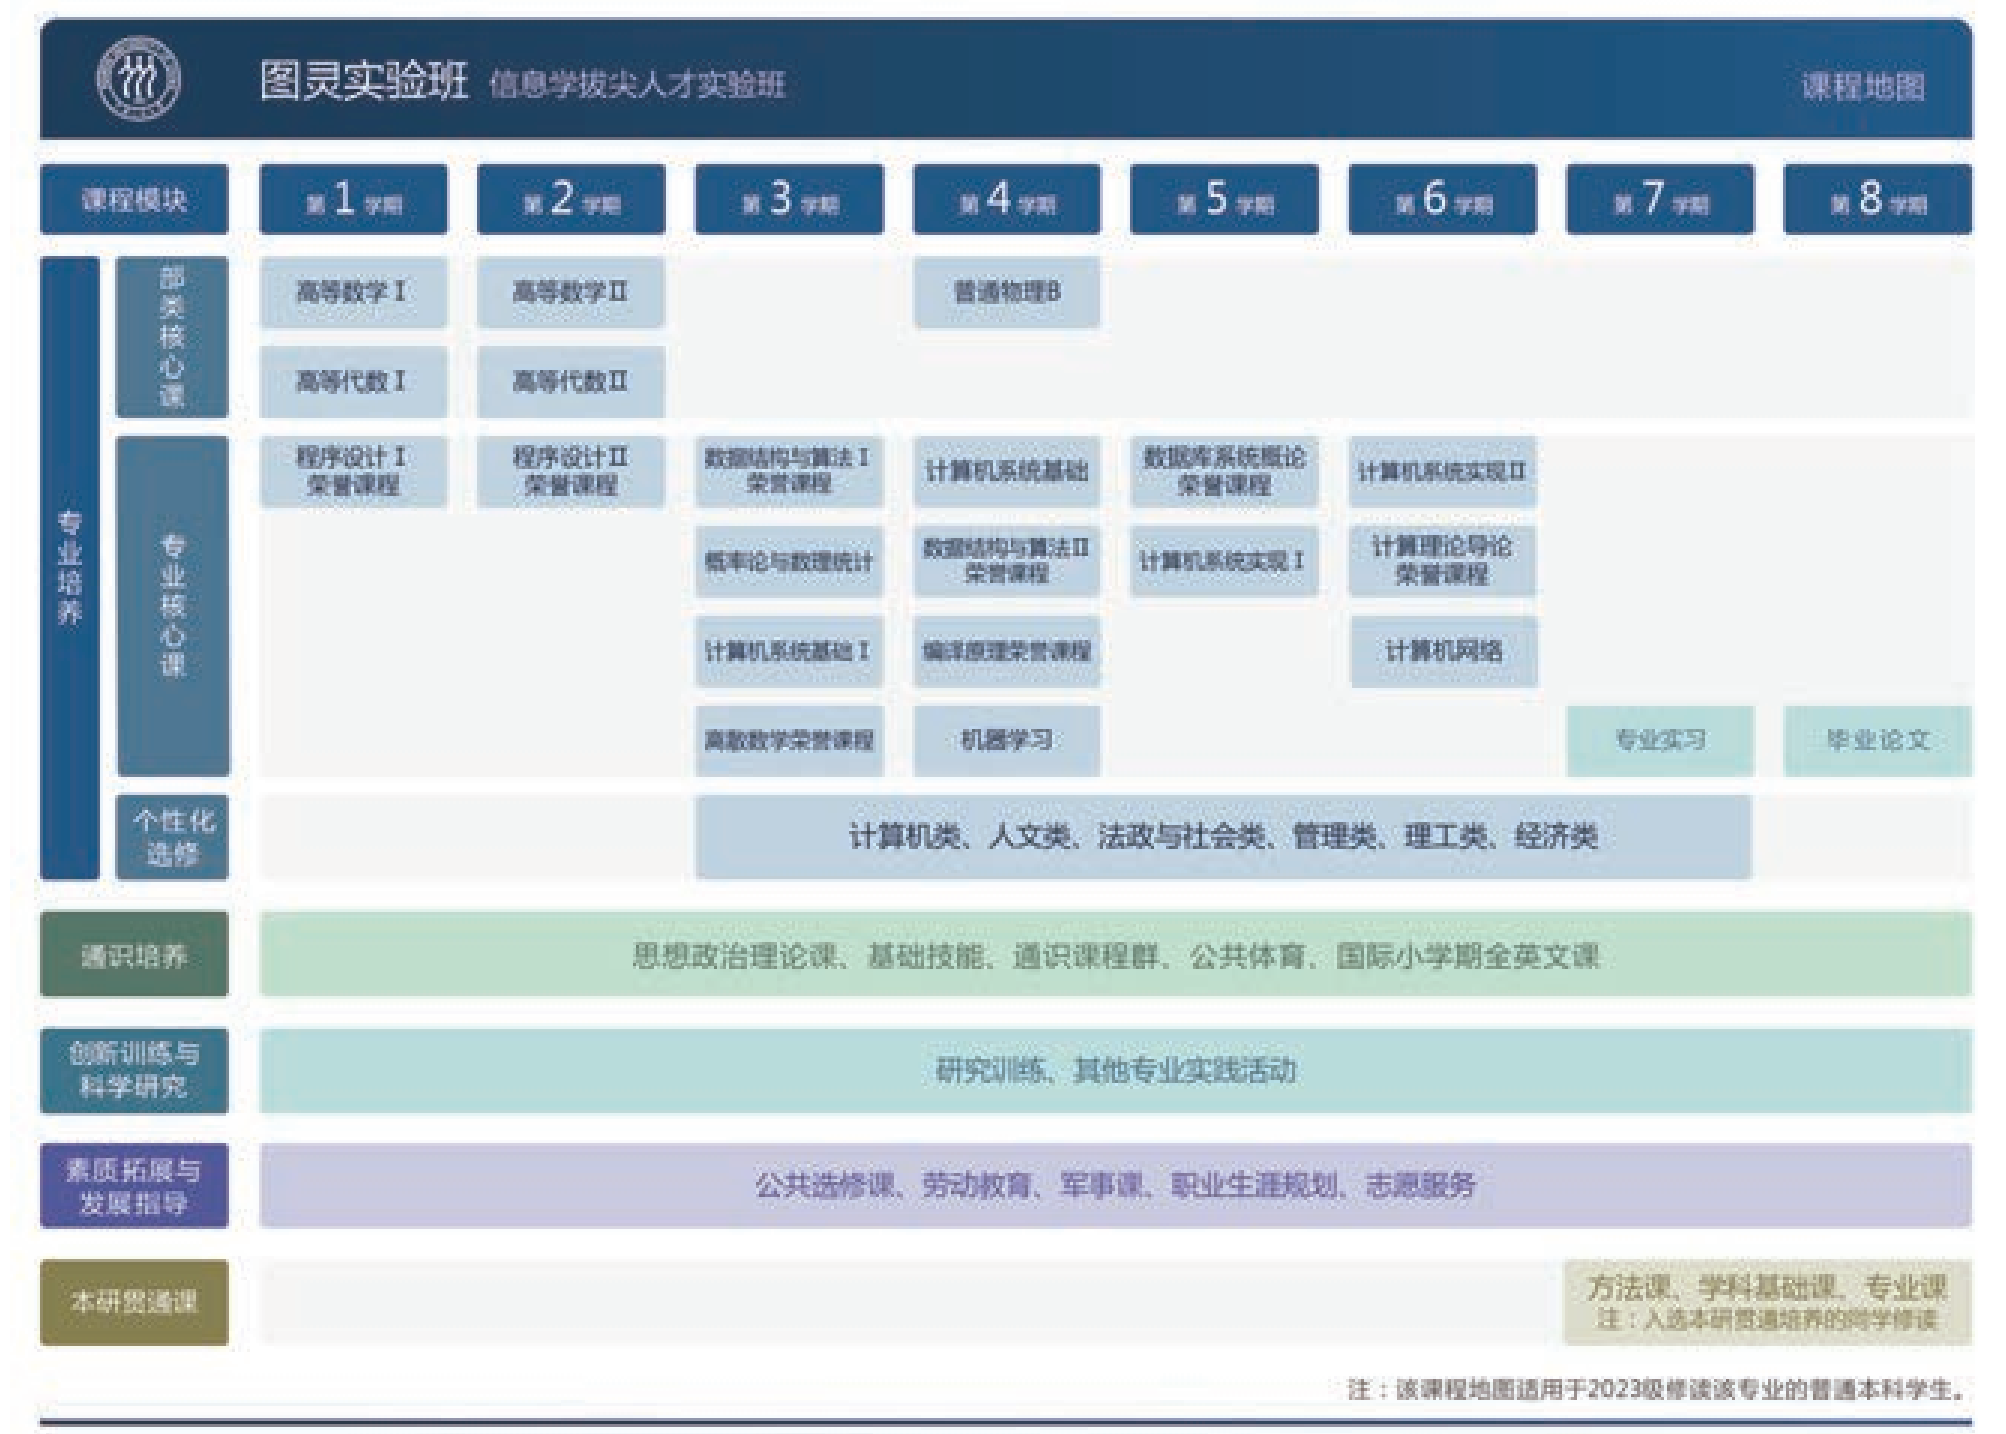 图灵实验班 信息学拔尖人才实验班 课程地图
课程模块 第1学期 第2学期 第3学期 第4学期 第5学期 第6学期 第7学期 第8学期
专业培养
部类核心课
高等数学Ⅰ 高等数学Ⅱ 普通物理B
高等代数Ⅰ 高等代数Ⅱ
专业核心课
程序设计Ⅰ
荣誉课程
程序设计Ⅱ
荣誉课程
数据结构与算法Ⅰ
荣誉课程
计算机系统基础
数据库系统概论
荣誉课程
计算机系统实现Ⅱ
概率论与数理统计
数据结构与算法Ⅱ
荣誉课程
计算机系统实现Ⅰ
计算理论导论
荣誉课程
计算机系统基础Ⅰ 编译原理荣誉课程 计算机网络
离散数学荣誉课程 机器学习 专业实习 毕业论文
个性化
选修
计算机类、人文类、法政与社会类、管理类、理工类、经济类
通识培养
思想政治理论课、基础技能、通识课程群、公共体育、国际小学期全英文课
创新训练与
科学研究
研究训练、其他专业实践活动
素质拓展与
发展指导
公共选修课、劳动教育、军事课、职业生涯规划、志愿服务
本研贯通课
方法课、学科基础课、专业课
注：入选本研贯通培养的同学修读
注：该课程地图适用于2023级修读该专业的普通本科学生。